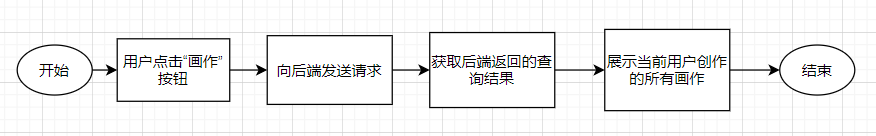 开始
用户点击“画作”
按钮
向后端发送请求
获取后端返回的查
询结果
展示当前用户创作
的所有画作
结束